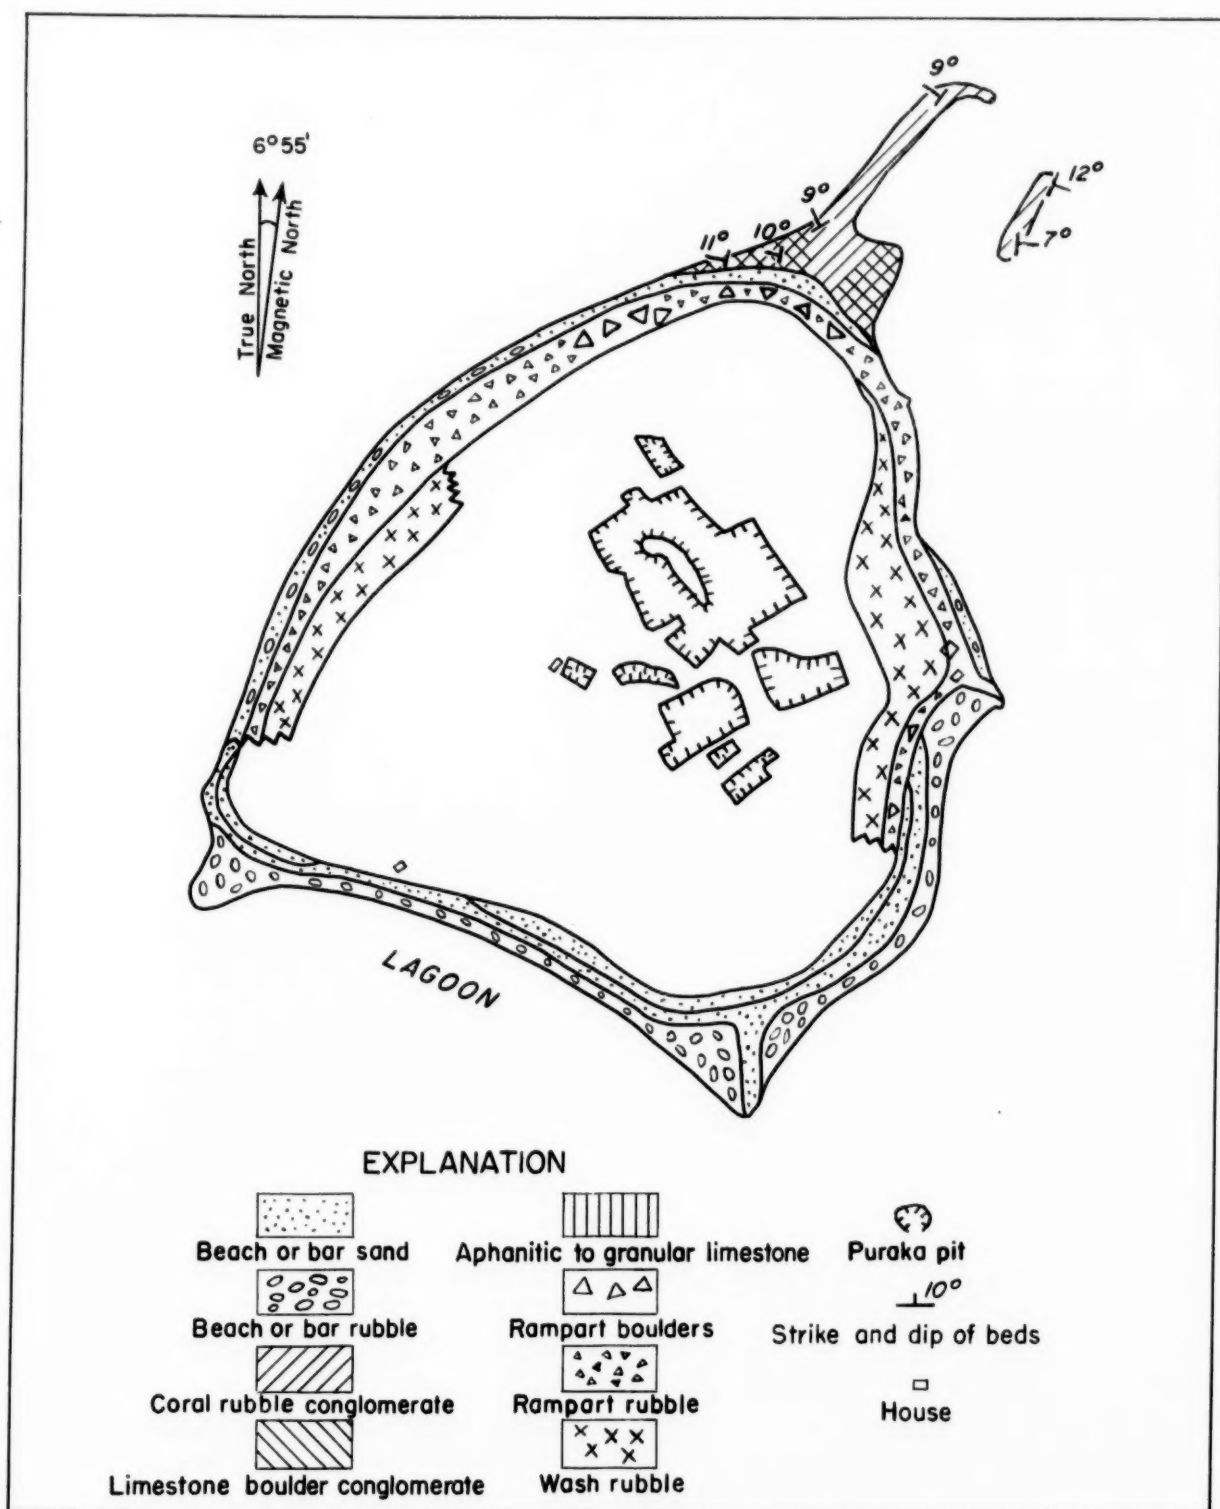 9°
12°
6°55'
9°
11° 10°
7°
True North
Magnetic North
LAGOON
EXPLANATION
Beach or bar sand
Aphanitic to granular limestone
Puraka pit
10°
Beach or bar rubble
Rampart boulders
Strike and dip of beds
Coral rubble conglomerate
Rampart rubble
House
Limestone boulder conglomerate
Wash rubble